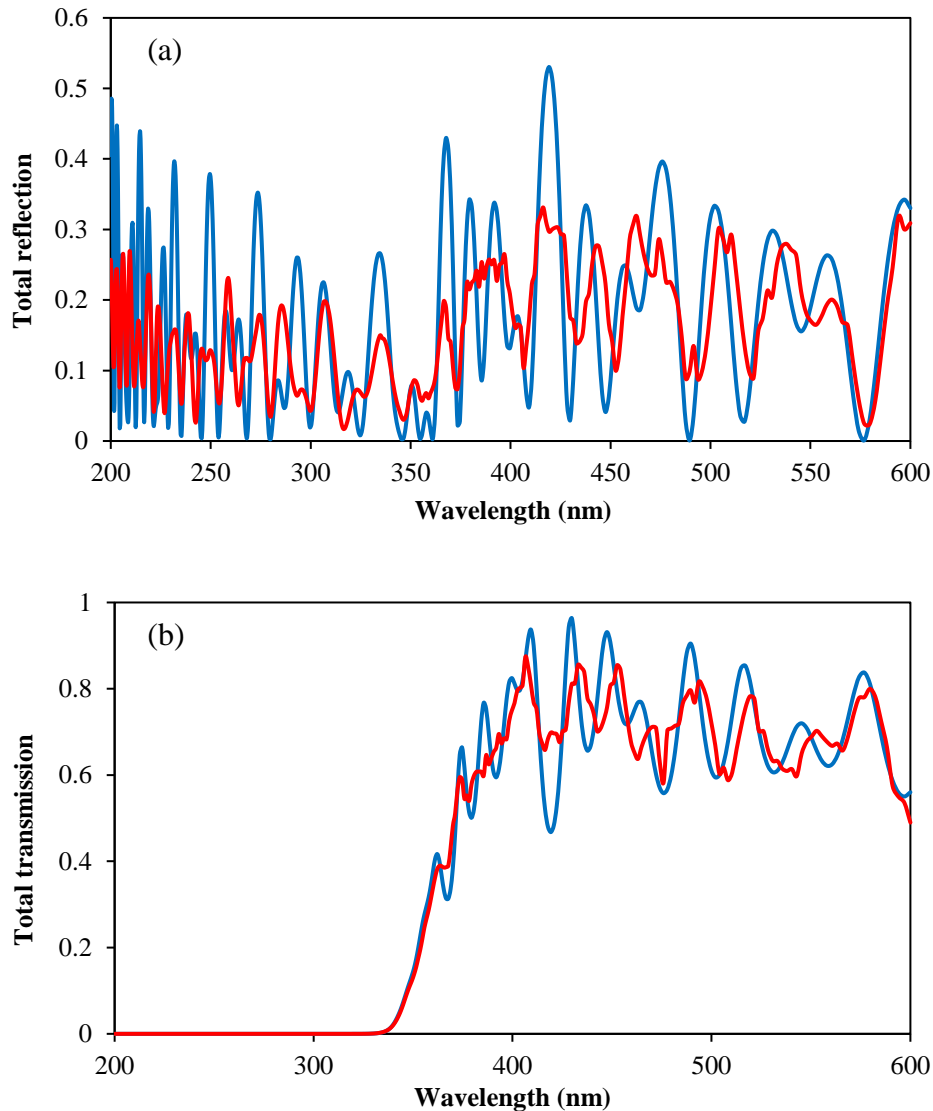 0.6
(a)
0.5
0.4
0.3
0.2
0.1
0
Total reflection
200 250 300 350 400 450 500 550 600
Wavelength (nm)
1
(b)
0.8
0.6
0.4
0.2
0
Total transmission
200 300 400 500 600
Wavelength (nm)